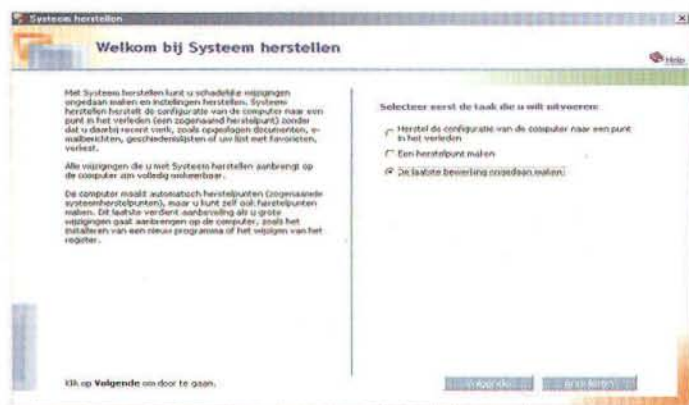 Systeem herstellen
Welkom bij Systeem herstellen
Help
Met Systeem herstellen kunt u schadelijke wijzigingen
ongedaan maken en instellingen herstellen. Systeem
herstellen herstelt de configuratie van de computer naar een
punt in het verleden (een zogenaamd herstelpunt) zonder
dat u daarbij recent werk, zoals opgeslagen documenten, e-
mailberichten, geschiedenislijsten of uw lijst met favorieten,
verliest.
Alle wijzigingen die u met Systeem herstellen aanbrengt op
de computer zijn volledig omkeerbaar.
De computer maakt automatisch herstelpunten (zogenaamde
systeemherstelpunten), maar u kunt zelf ook herstelpunten
maken. Dit laatste verdient aanbeveling als u grote
wijzigingen gaat aanbrengen op de computer, zoals het
installeren van een nieuw programma of het wijzigen van het
register.
Selecteer eerst de taak die u wilt uitvoeren:
Herstel de configuratie van de computer naar een punt
in het verleden
Een herstelpunt maken
De laatste bewerking ongedaan maken
Klik op Volgende om door te gaan.
Volgende
Annuleren